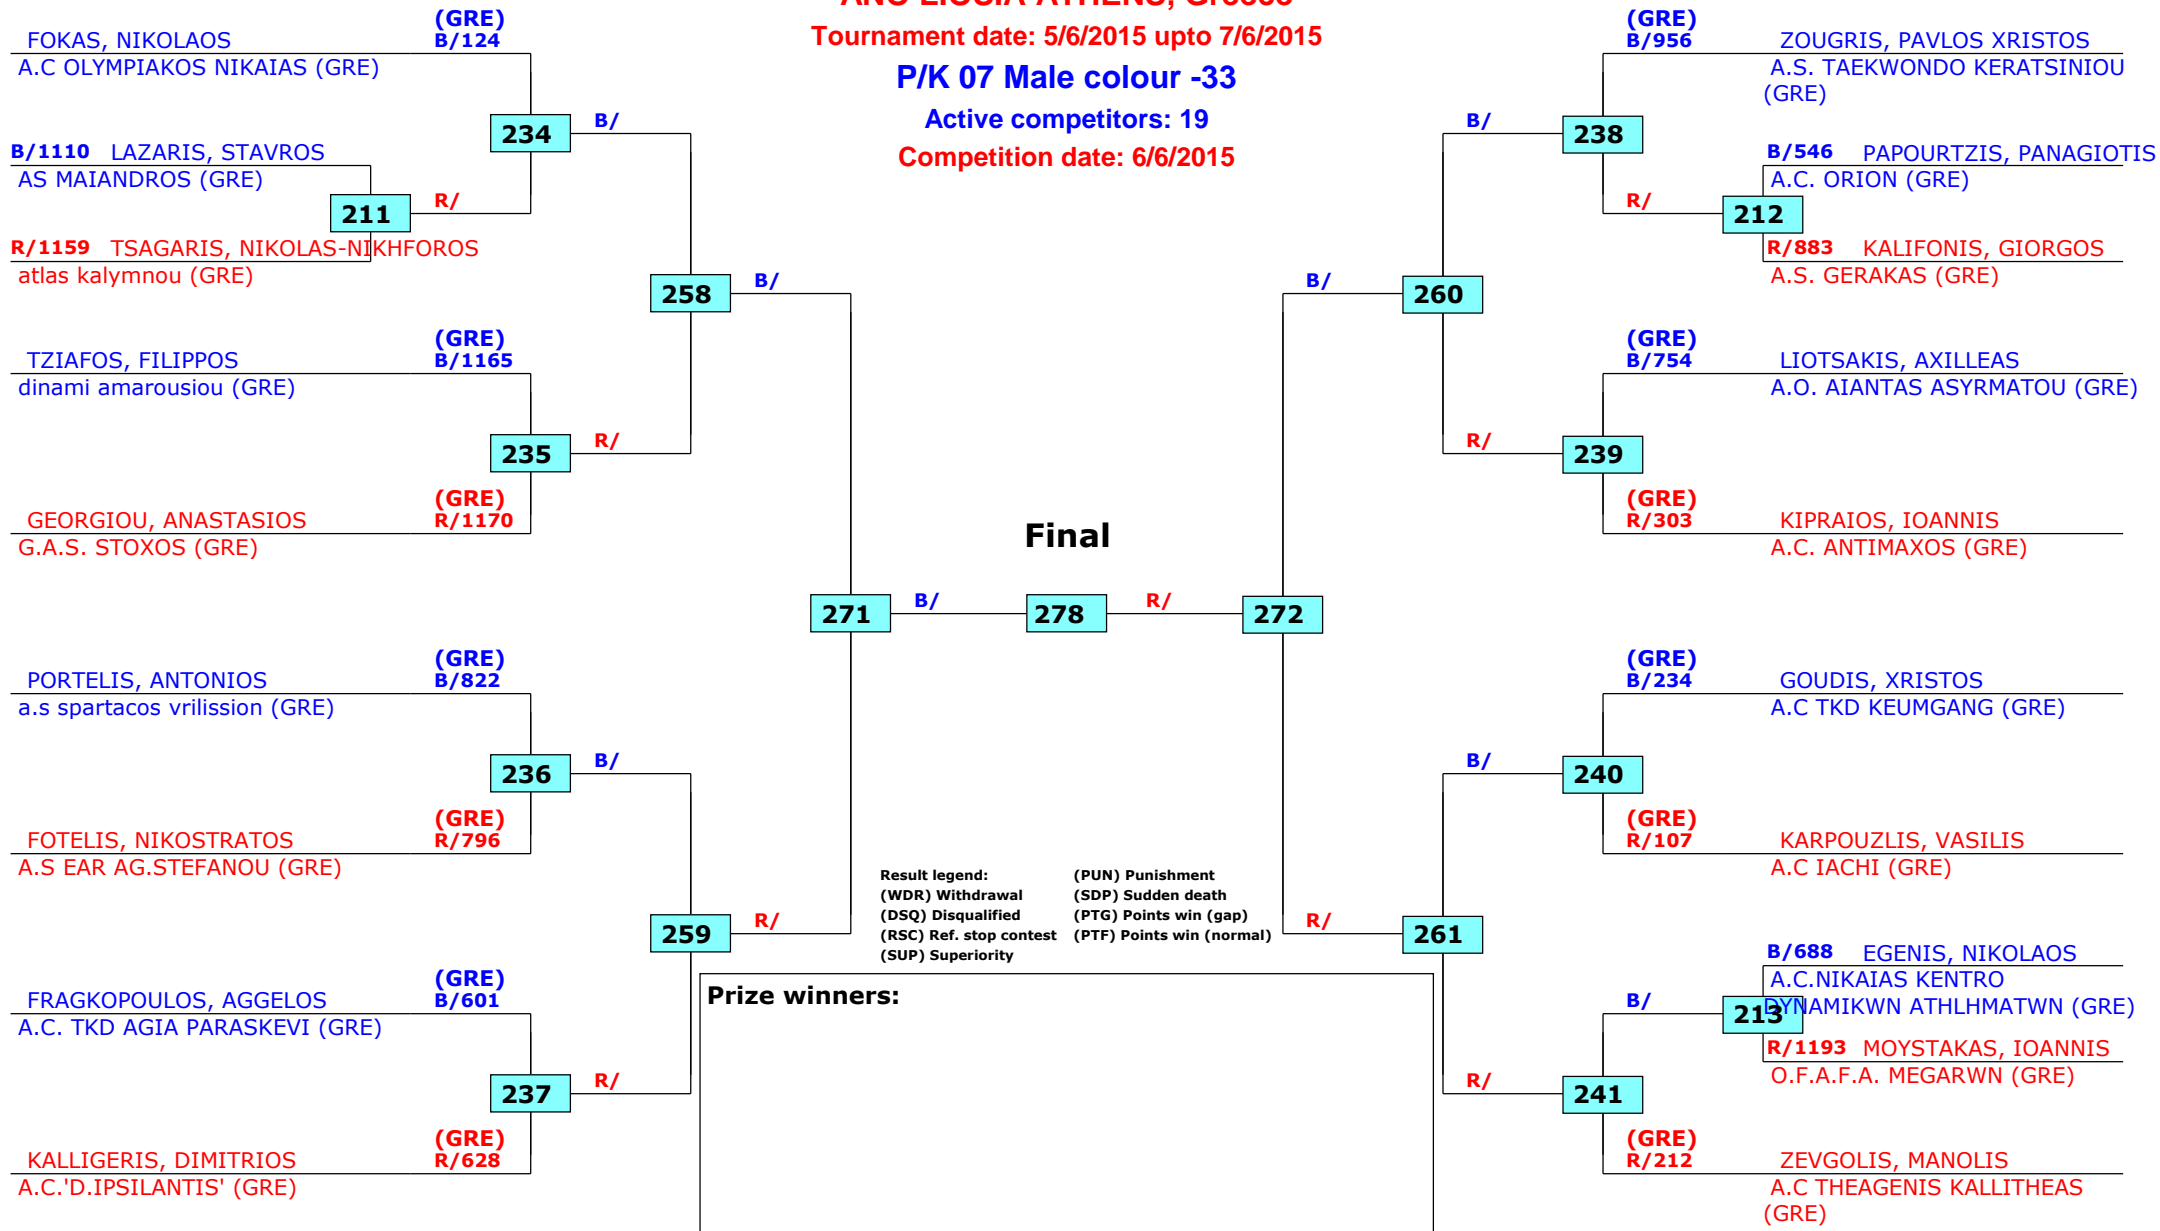 ANO LIOSIA ATHENS, Greece
Tournament date: 5/6/2015 upto 7/6/2015
P/K 07 Male colour -33
Active competitors: 19
Competition date: 6/6/2015
(GRE)
FOKAS, NIKOLAOS B/124
A.C OLYMPIAKOS NIKAIAS (GRE)
234
B/
B/1110 LAZARIS, STAVROS
AS MAIANDROS (GRE)
211
R/
R/1159 TSAGARIS, NIKOLAS-NIKHFOROS
atlas kalymnou (GRE)
258
B/
(GRE)
TZIAFOS, FILIPPOS B/1165
dinami amarousiou (GRE)
235
R/
(GRE)
GEORGIOU, ANASTASIOS R/1170
G.A.S. STOXOS (GRE)
271
B/
(GRE)
PORTELIS, ANTONIOS B/822
a.s spartacos vrilission (GRE)
236
B/
(GRE)
FOTELIS, NIKOSTRATOS R/796
A.S EAR AG.STEFANOU (GRE)
259
R/
(GRE)
FRAGKOPOULOS, AGGELOS B/601
A.C. TKD AGIA PARASKEVI (GRE)
237
R/
(GRE)
KALLIGERIS, DIMITRIOS R/628
A.C.'D.IPSILANTIS' (GRE)
Final
278
R/
272
(GRE)
B/956 ZOUGRIS, PAVLOS XRISTOS
A.S. TAEKWONDO KERATSINIOU
(GRE)
B/
238
B/546 PAPOURTZIS, PANAGIOTIS
A.C. ORION (GRE)
R/
212
R/883 KALIFONIS, GIORGOS
A.S. GERAKAS (GRE)
B/
260
(GRE)
B/754 LIOTSAKIS, AXILLEAS
A.O. AIANTAS ASYRMATOU (GRE)
R/
239
(GRE)
R/303 KIPRAIOS, IOANNIS
A.C. ANTIMAXOS (GRE)
(GRE)
B/234 GOUDIS, XRISTOS
A.C TKD KEUMGANG (GRE)
B/
240
(GRE)
R/107 KARPOUZLIS, VASILIS
A.C IACHI (GRE)
R/
261
B/688 EGENIS, NIKOLAOS
A.C.NIKAIAS KENTRO
DYNAMIKWN ATHLHMATWN (GRE)
B/
213
R/1193 MOYSTAKAS, IOANNIS
O.F.A.F.A. MEGARWN (GRE)
R/
241
(GRE)
R/212 ZEVGOLIS, MANOLIS
A.C THEAGENIS KALLITHEAS
(GRE)
Result legend: (PUN) Punishment
(WDR) Withdrawal (SDP) Sudden death
(DSQ) Disqualified (PTG) Points win (gap)
(RSC) Ref. stop contest (PTF) Points win (normal)
(SUP) Superiority
Prize winners: